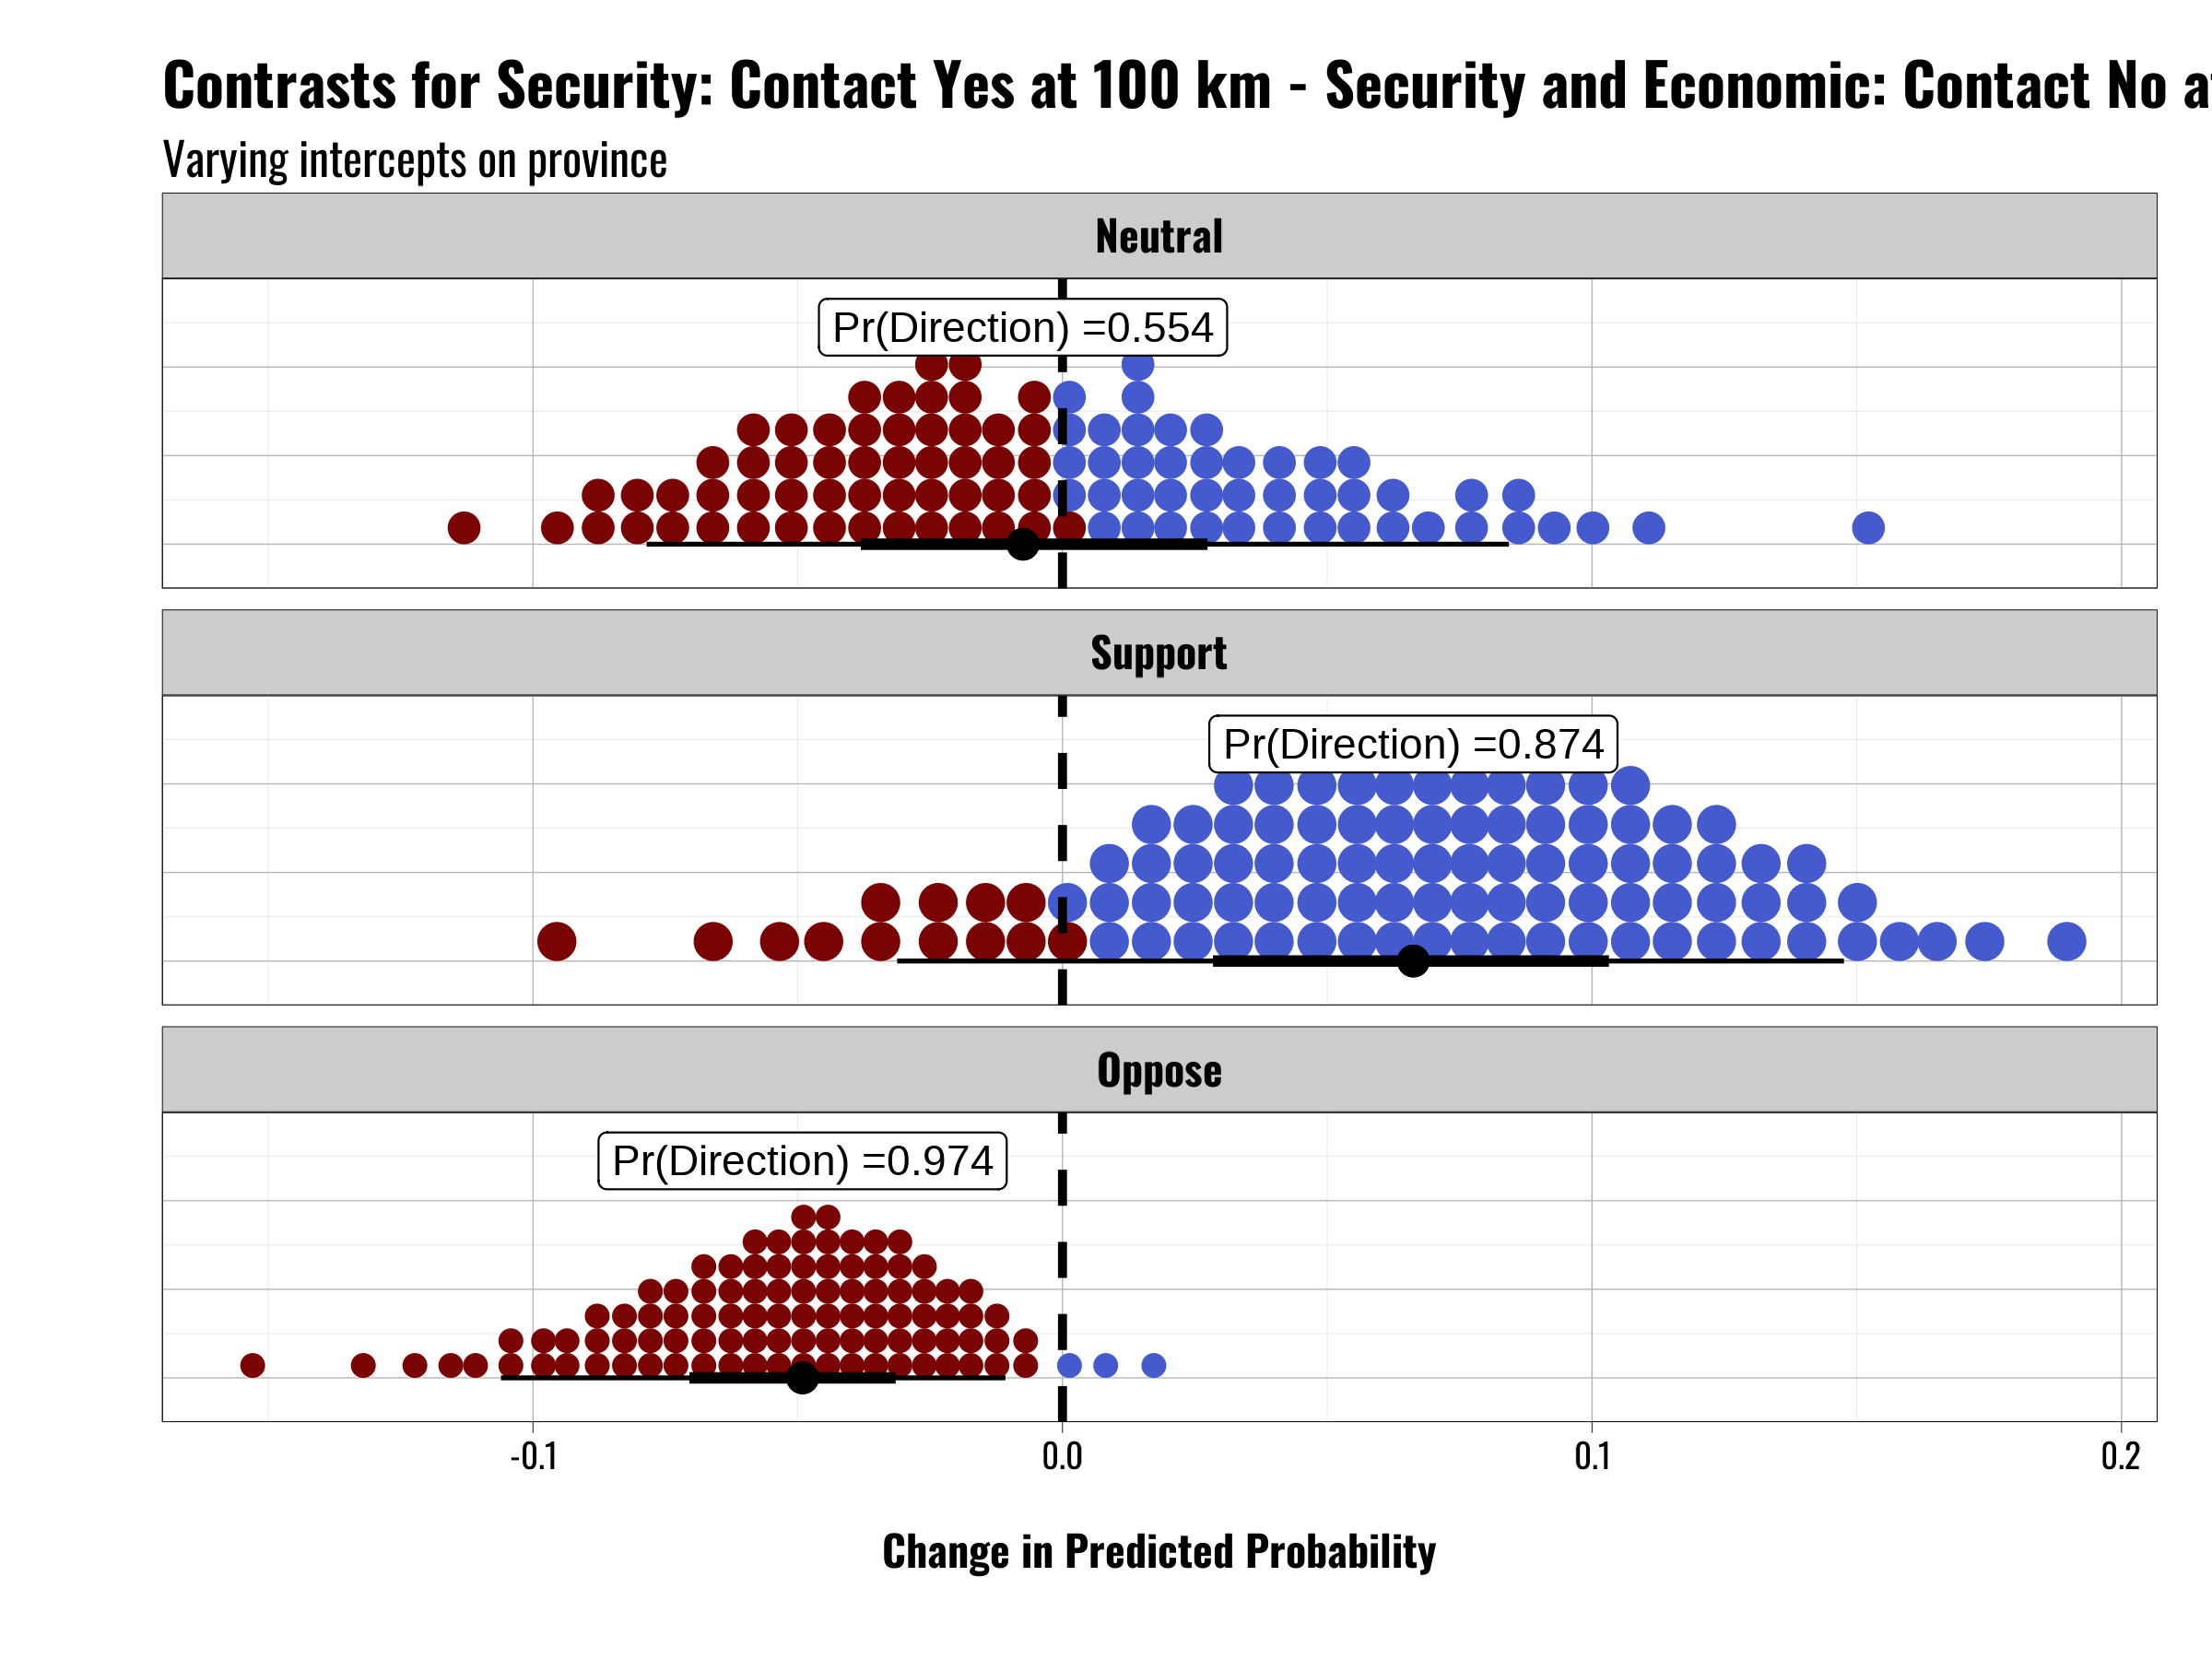 Contrasts for Security: Contact Yes at 100 km - Security and Economic: Contact No
Varying intercepts on province
Neutral
Pr(Direction) =0.554
Support
Pr(Direction) =0.874
Oppose
Pr(Direction) =0.974
-0.1 0.0 0.1 0.2
Change in Predicted Probability